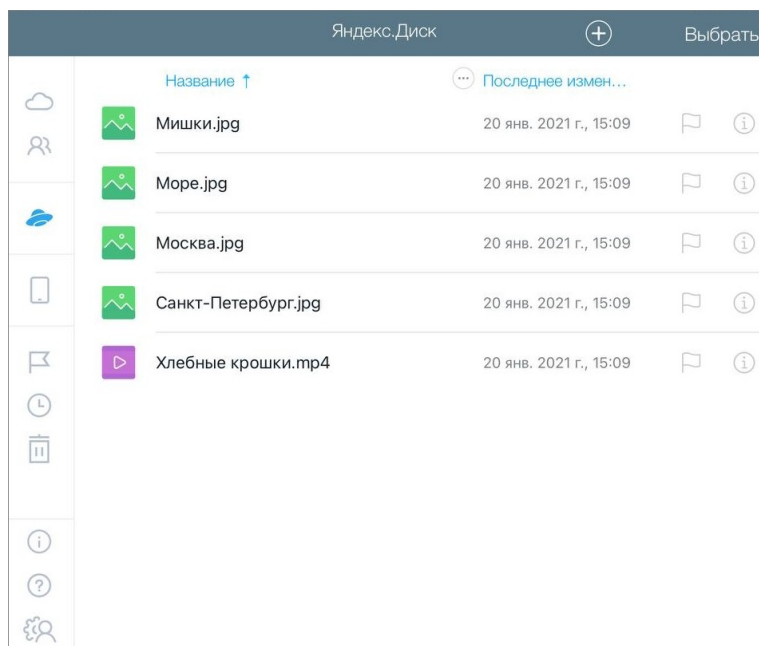 Яндекс.Диск Выбрать
Название ↑ Последнее измен...
Мишки.jpg 20 янв. 2021 г., 15:09
Море.jpg 20 янв. 2021 г., 15:09
Москва.jpg 20 янв. 2021 г., 15:09
Санкт-Петербург.jpg 20 янв. 2021 г., 15:09
Хлебные крошки.mp4 20 янв. 2021 г., 15:09